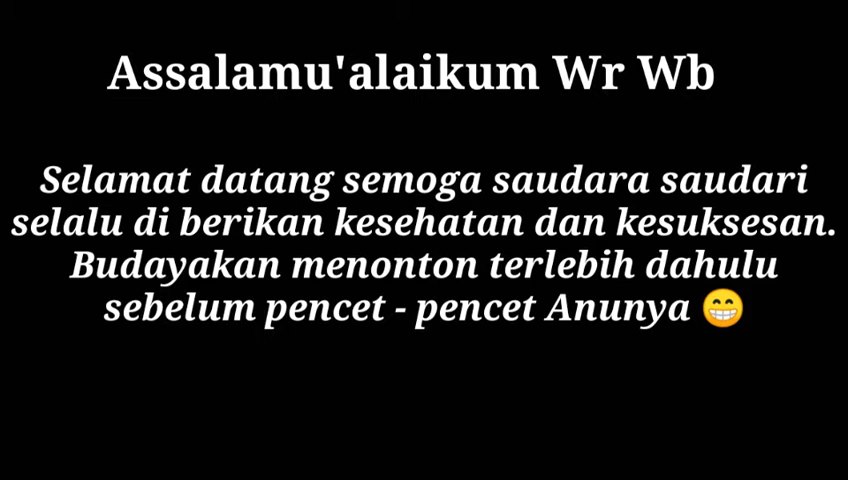 Assalamu'alaikum Wr Wb
Selamat datang semoga saudara saudari
selalu di berikan kesehatan dan kesuksesan.
Budayakan menonton terlebih dahulu
sebelum pencet - pencet Anunya 😁